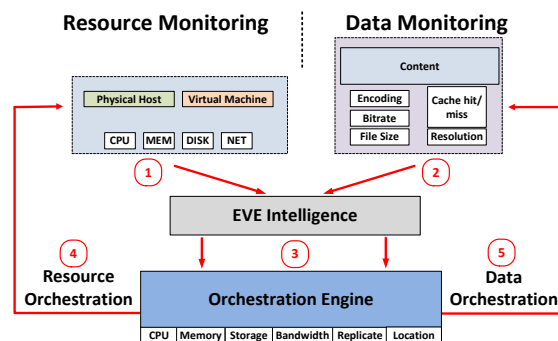 Resource Monitoring
Data Monitoring
Physical Host
Virtual Machine
CPU
MEM
DISK
NET
Content
Encoding
Bitrate
File Size
Cache hit/
miss
Resolution
1
2
EVE Intelligence
3
4
Resource
Orchestration
5
Data
Orchestration
Orchestration Engine
CPU
Memory
Storage
Bandwidth
Replicate
Location